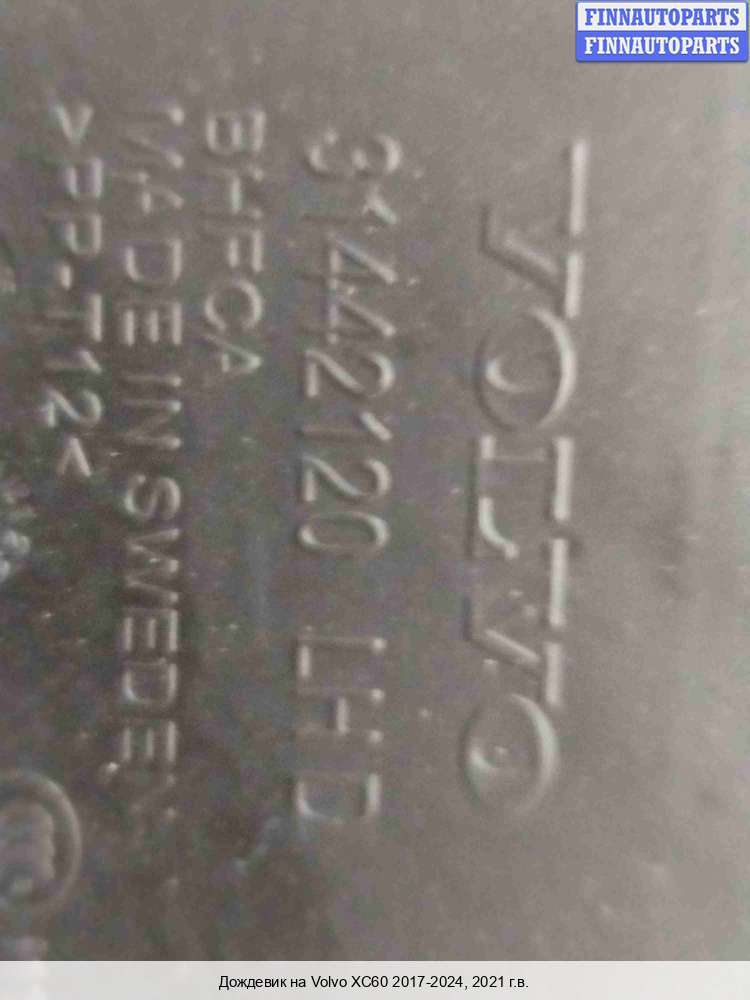 FINNAUTOPARTS
FINNAUTOPARTS
VOLVO
31442120 LHD
BHFCA
MADE IN SWEDEN
>PP-T12<
Дождевик на Volvo XC60 2017-2024, 2021 г.в.